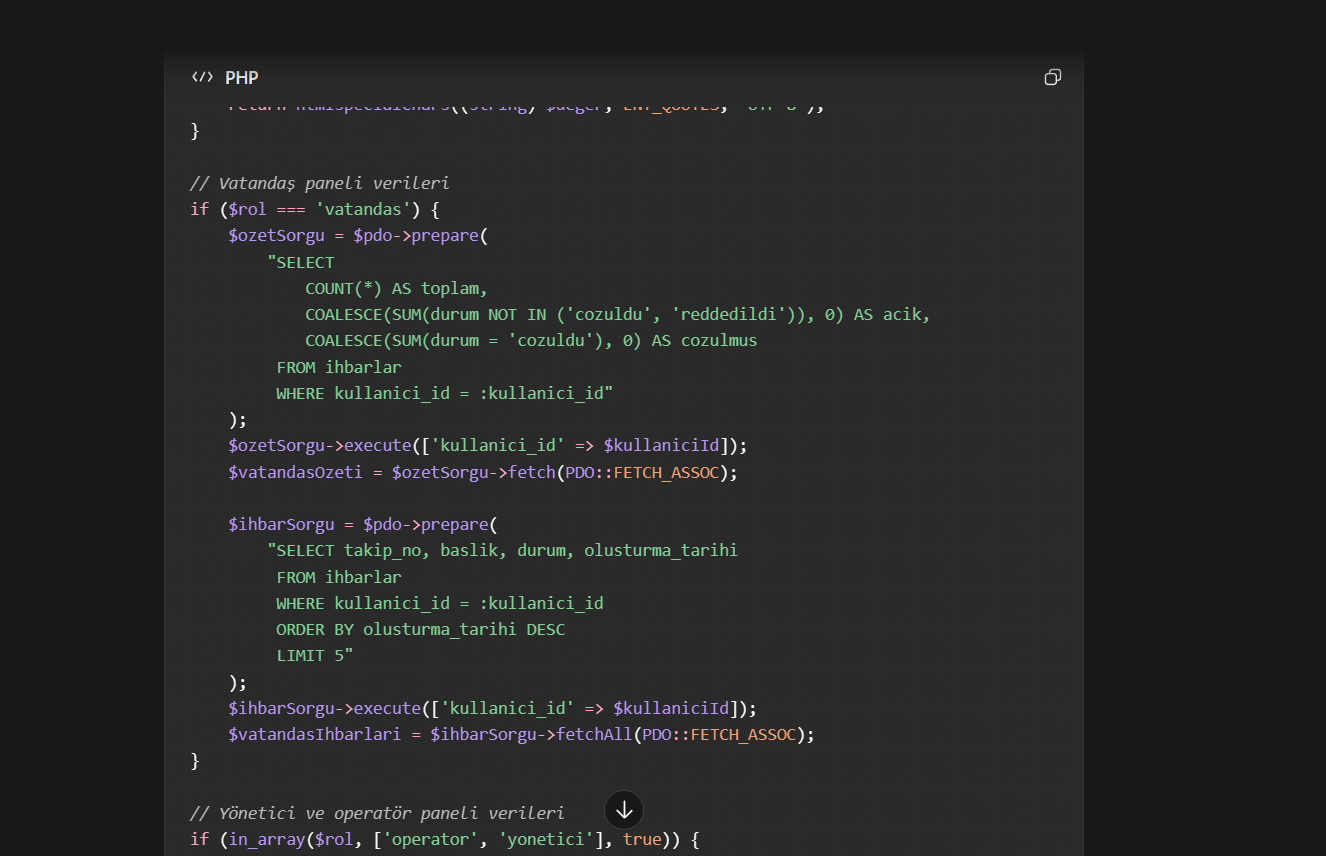 </> PHP
}
// Vatandaş paneli verileri
if ($rol === 'vatandas') {
$ozetSorgu = $pdo->prepare(
"SELECT
COUNT(*) AS toplam,
COALESCE(SUM(durum NOT IN ('cozuldu', 'reddedildi')), 0) AS acik,
COALESCE(SUM(durum = 'cozuldu'), 0) AS cozulmus
FROM ihbarlar
WHERE kullanici_id = :kullanici_id"
);
$ozetSorgu->execute(['kullanici_id' => $kullaniciId]);
$vatandasOzeti = $ozetSorgu->fetch(PDO::FETCH_ASSOC);
$ihbarSorgu = $pdo->prepare(
"SELECT takip_no, baslik, durum, olusturma_tarihi
FROM ihbarlar
WHERE kullanici_id = :kullanici_id
ORDER BY olusturma_tarihi DESC
LIMIT 5"
);
$ihbarSorgu->execute(['kullanici_id' => $kullaniciId]);
$vatandasIhbarlari = $ihbarSorgu->fetchAll(PDO::FETCH_ASSOC);
}
// Yönetici ve operatör paneli verileri
if (in_array($rol, ['operator', 'yonetici'], true)) {